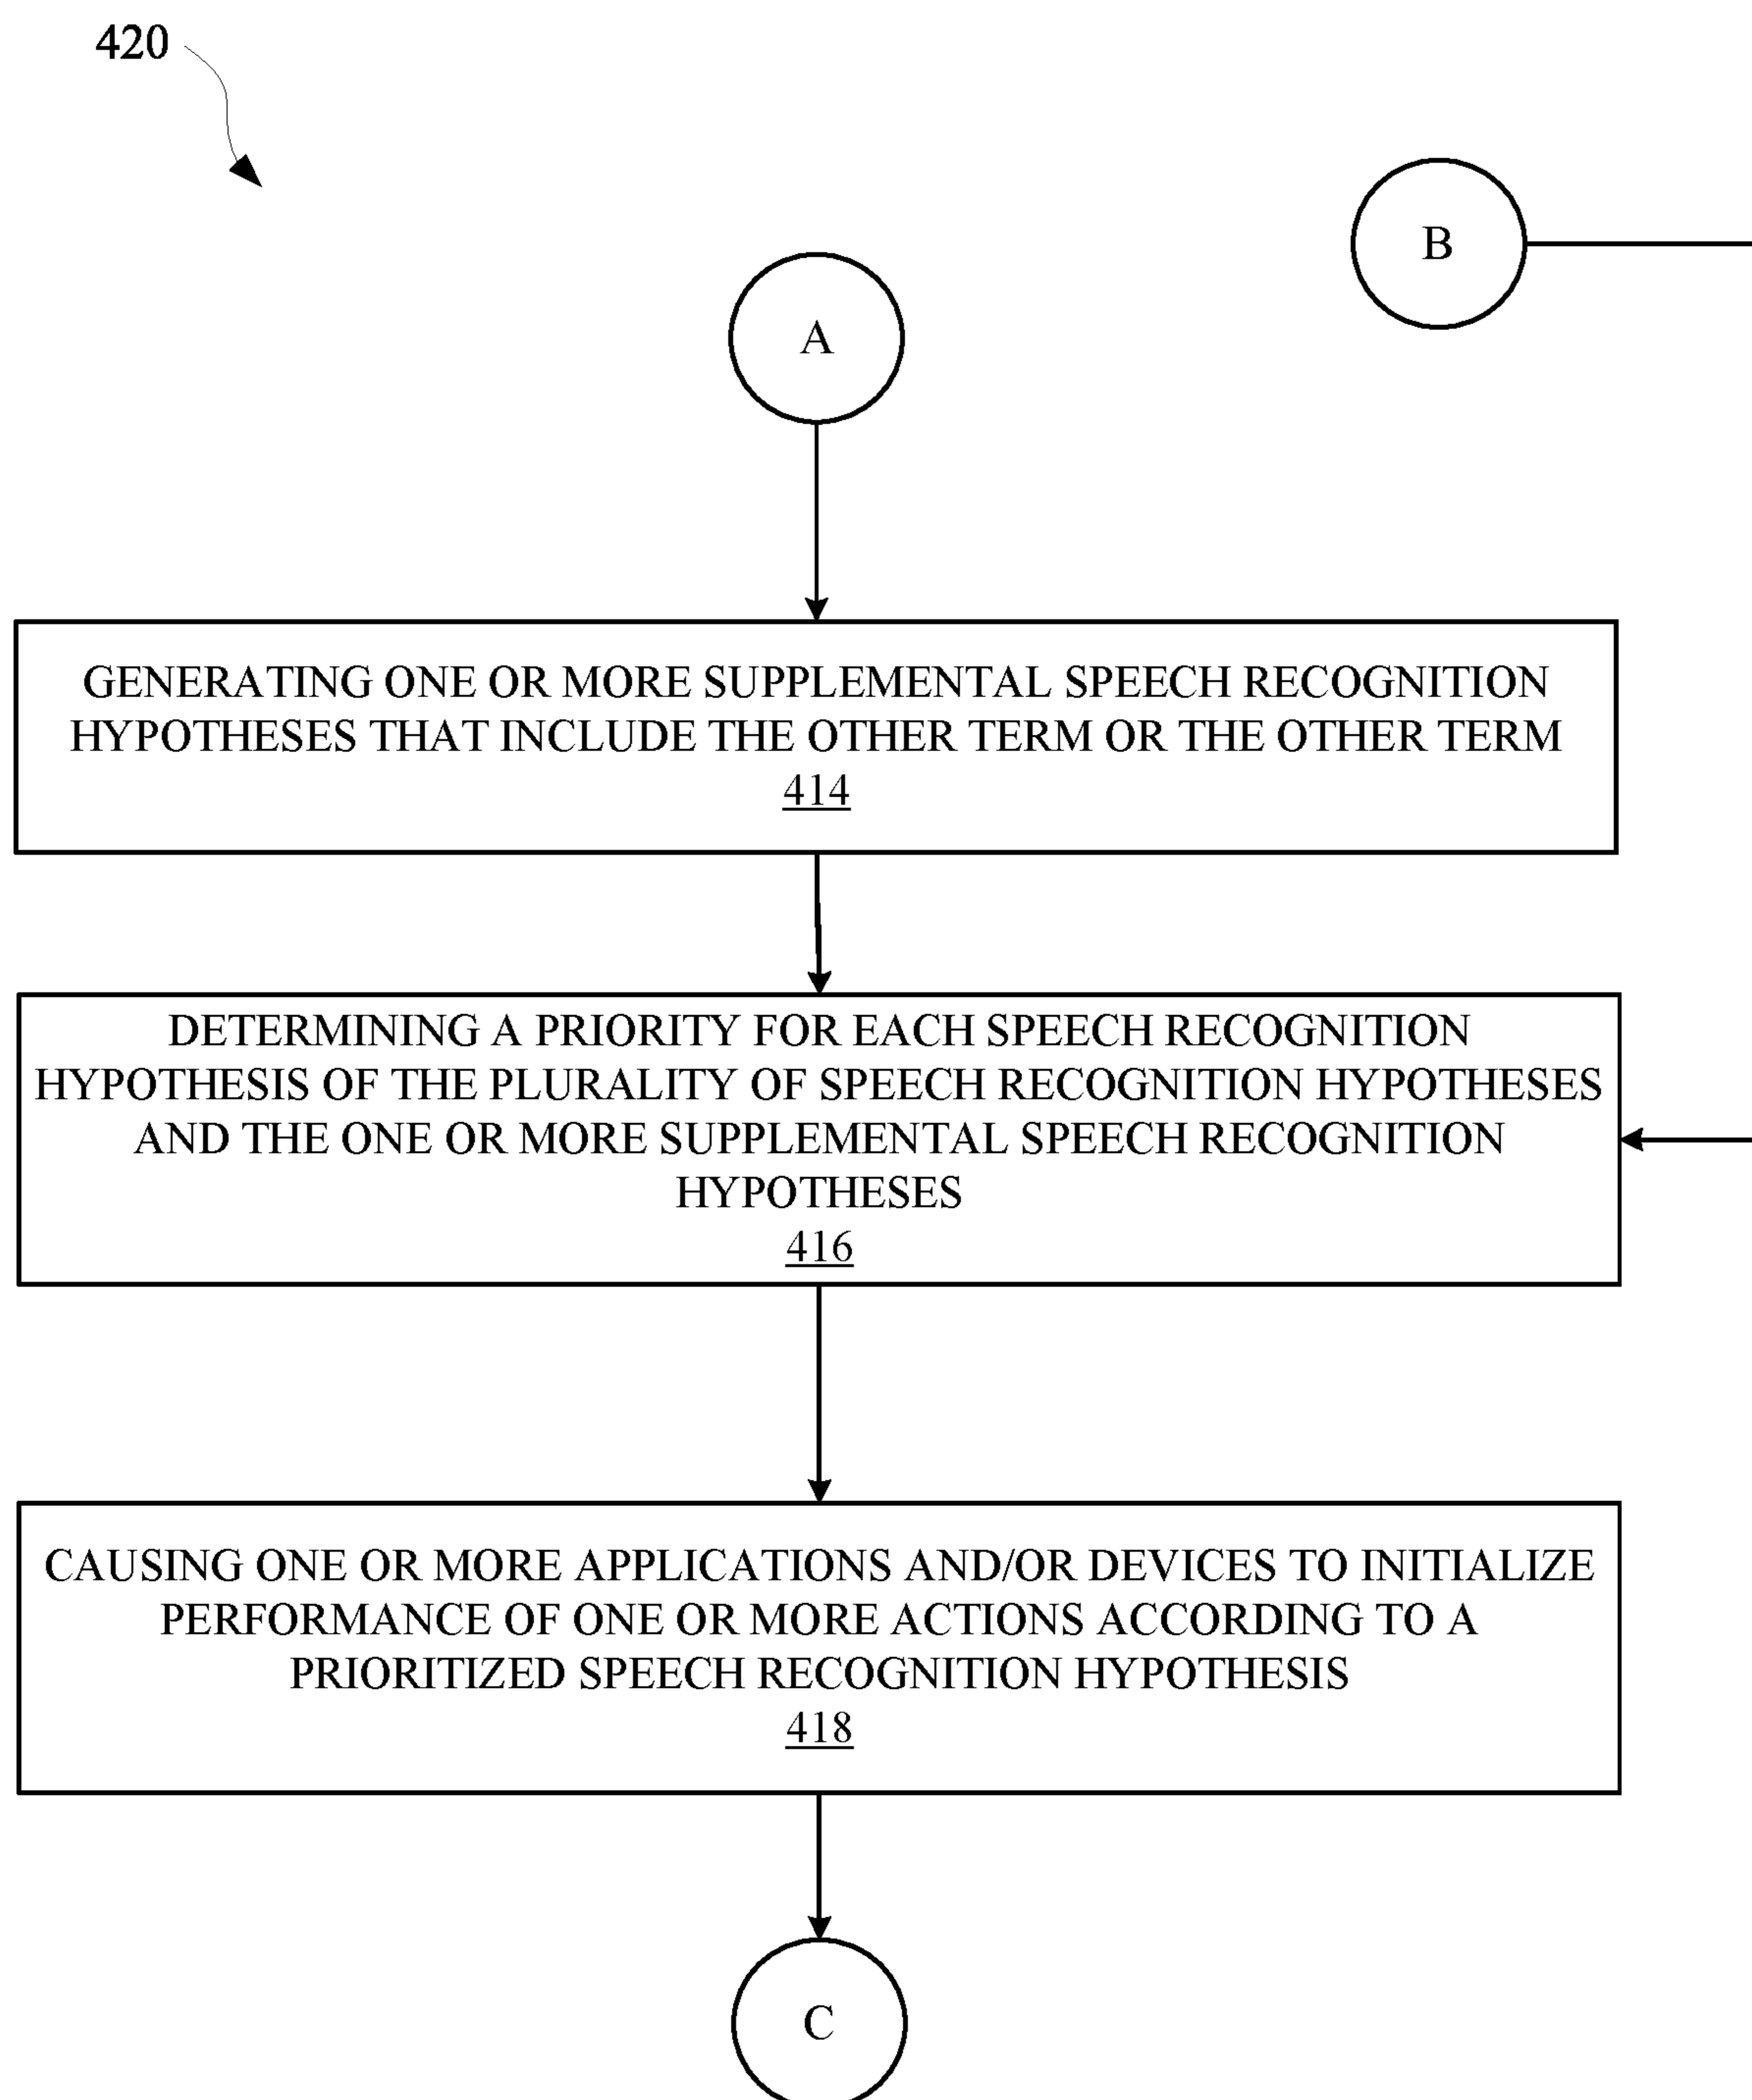 420
B
A
GENERATING ONE OR MORE SUPPLEMENTAL SPEECH RECOGNITION
HYPOTHESES THAT INCLUDE THE OTHER TERM OR THE OTHER TERM
414
DETERMINING A PRIORITY FOR EACH SPEECH RECOGNITION
HYPOTHESIS OF THE PLURALITY OF SPEECH RECOGNITION HYPOTHESES
AND THE ONE OR MORE SUPPLEMENTAL SPEECH RECOGNITION
HYPOTHESES
416
CAUSING ONE OR MORE APPLICATIONS AND/OR DEVICES TO INITIALIZE
PERFORMANCE OF ONE OR MORE ACTIONS ACCORDING TO A
PRIORITIZED SPEECH RECOGNITION HYPOTHESIS
418
C